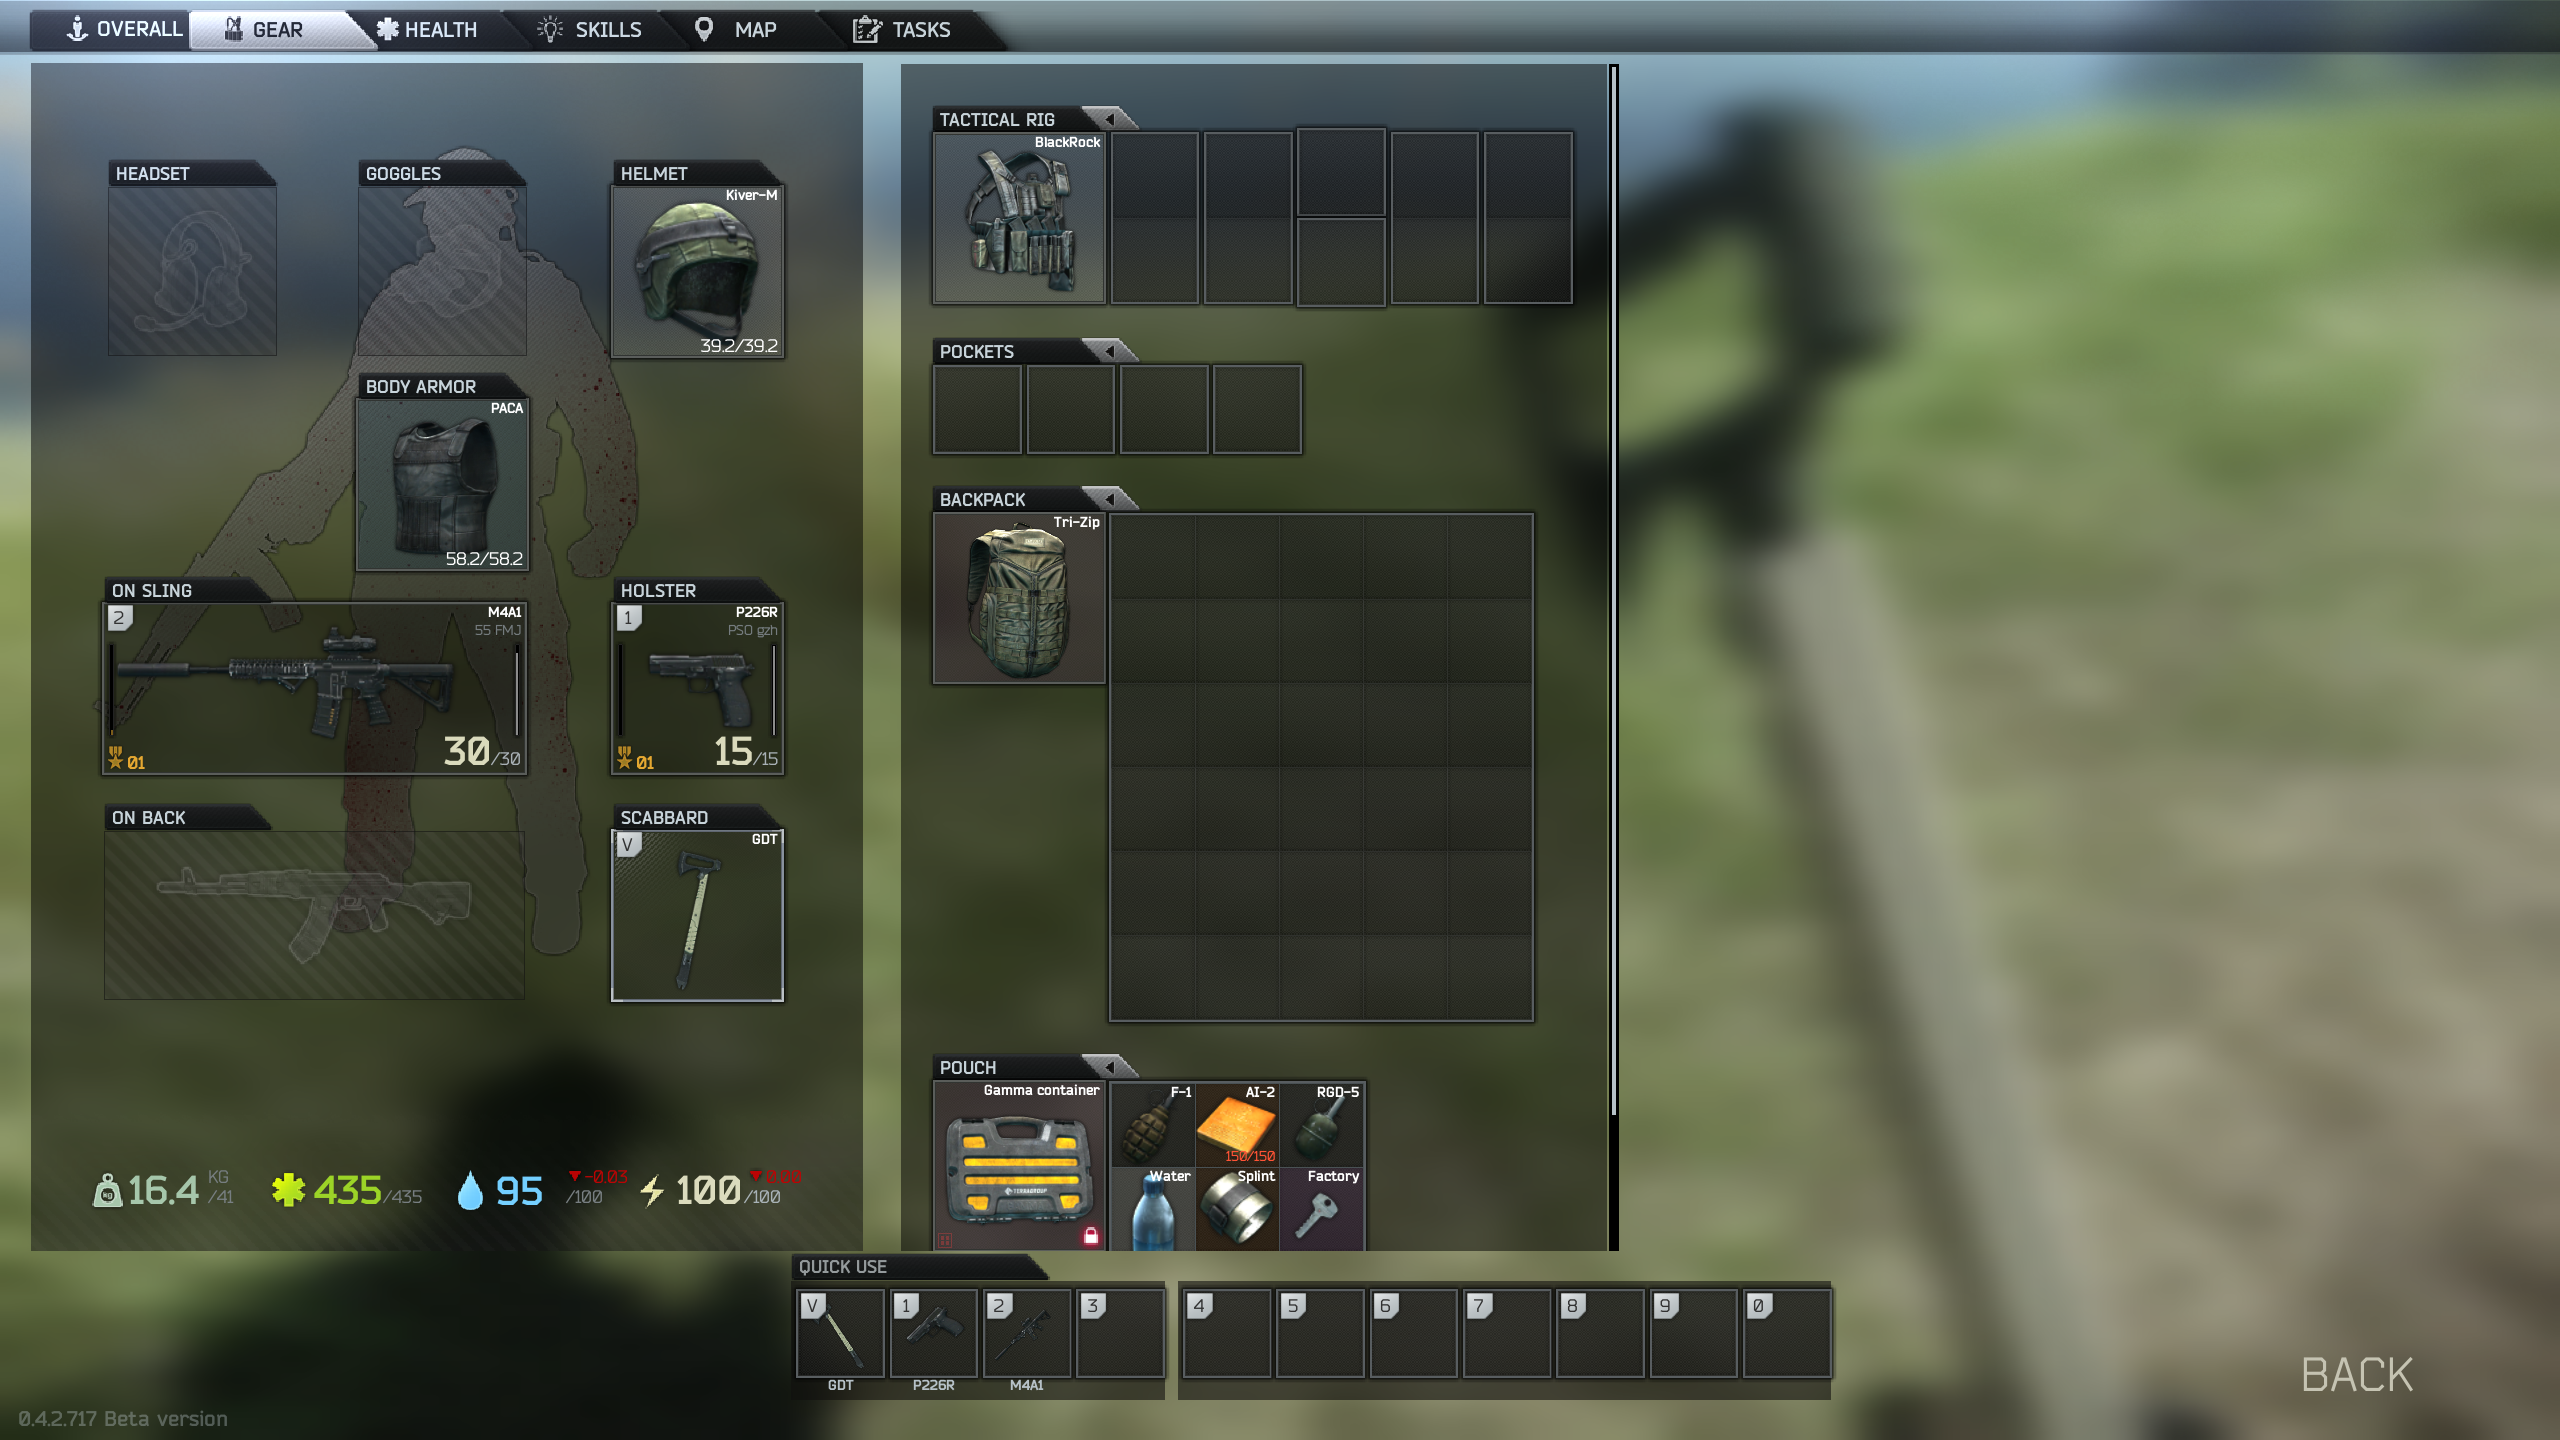 OVERALL
GEAR
HEALTH
SKILLS
MAP
TASKS
HEADSET
GOGGLES
HELMET
Kiver-M
39.2/39.2
BODY ARMOR
PACA
58.2/58.2
ON SLING
2
M4A1
55 FMJ
01
30/30
HOLSTER
1
P226R
PSO gzh
01
15/15
ON BACK
SCABBARD
V
GDT
kg
16.4
KG
/41
435/435
95
-0.03
/100
100
0.00
/100
TACTICAL RIG
BlackRock
POCKETS
BACKPACK
Tri-Zip
POUCH
Gamma container
TERRAGROUP
F-1
AI-2
150/150
RGD-5
Water
Splint
Factory
QUICK USE
V
1
2
3
4
5
6
7
8
9
0
GDT
P226R
M4A1
BACK
0.4.2.717 Beta version